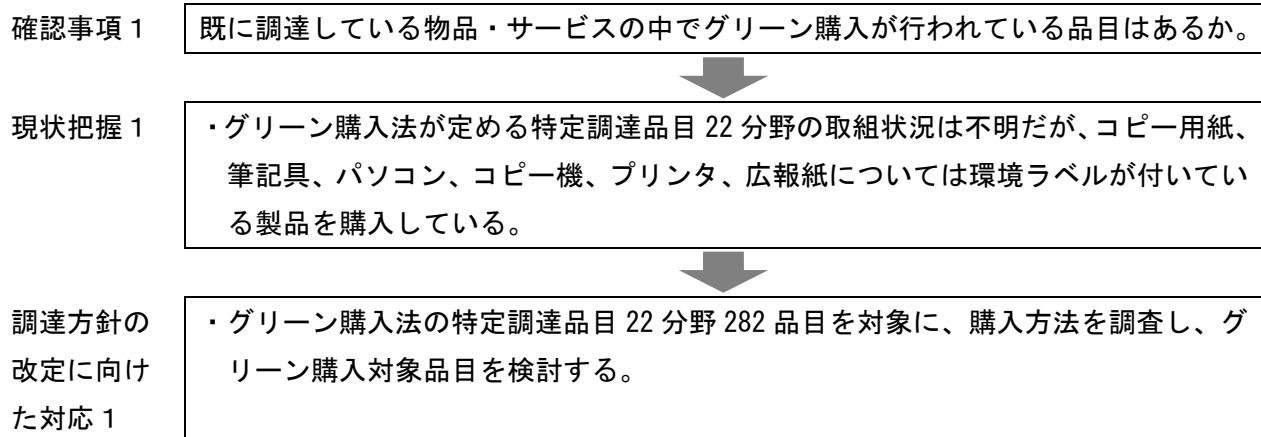 確認事項１
既に調達している物品・サービスの中でグリーン購入が行われている品目はあるか。
現状把握１
・グリーン購入法が定める特定調達品目 22 分野の取組状況は不明だが、コピー用紙、
筆記具、パソコン、コピー機、プリンタ、広報紙については環境ラベルが付いてい
る製品を購入している。
調達方針の
改定に向け
た対応１
・グリーン購入法の特定調達品目 22 分野 282 品目を対象に、購入方法を調査し、グ
リーン購入対象品目を検討する。